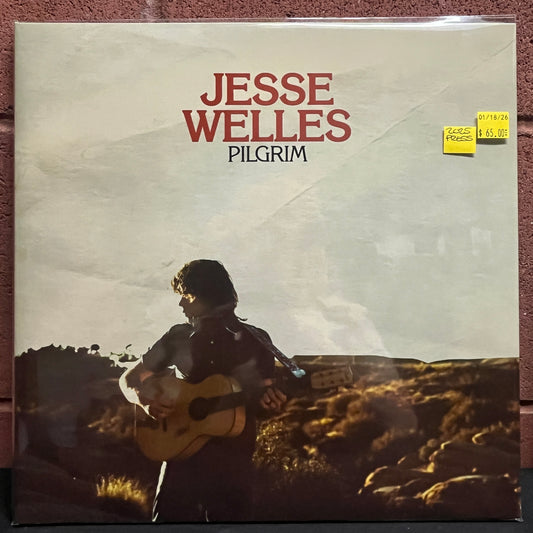 JESSE
WELLES
PILGRIM
2025
PRESS
01/18/26
$ 65.00